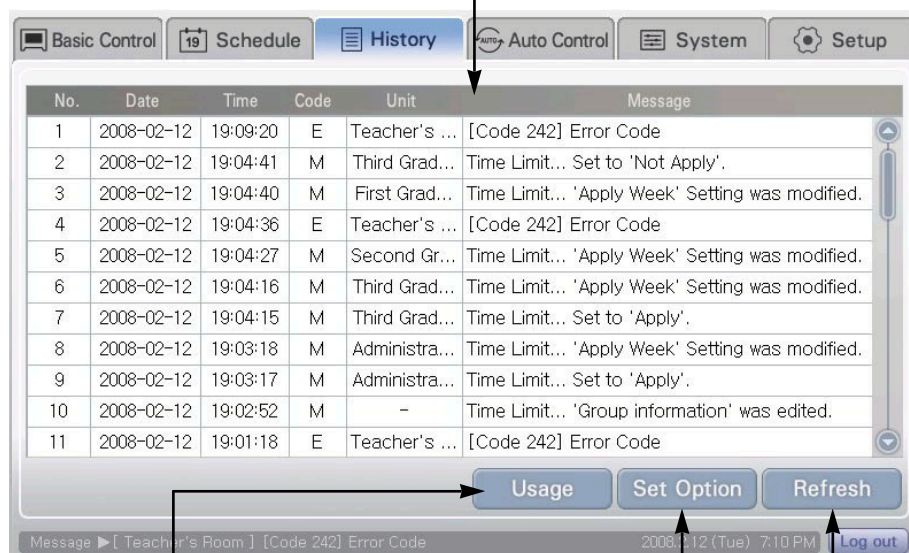 Basic Control 19 Schedule History AUTO Auto Control System Setup
No. Date Time Code Unit Message
1 2008-02-12 19:09:20 E Teacher's ... [Code 242] Error Code
2 2008-02-12 19:04:41 M Third Grad... Time Limit... Set to 'Not Apply'.
3 2008-02-12 19:04:40 M First Grad... Time Limit... 'Apply Week' Setting was modified.
4 2008-02-12 19:04:36 E Teacher's ... [Code 242] Error Code
5 2008-02-12 19:04:27 M Second Gr... Time Limit... 'Apply Week' Setting was modified.
6 2008-02-12 19:04:16 M Third Grad... Time Limit... 'Apply Week' Setting was modified.
7 2008-02-12 19:04:15 M Third Grad... Time Limit... Set to 'Apply'.
8 2008-02-12 19:03:18 M Administra... Time Limit... 'Apply Week' Setting was modified.
9 2008-02-12 19:03:17 M Administra... Time Limit... Set to 'Apply'.
10 2008-02-12 19:02:52 M - Time Limit... 'Group information' was edited.
11 2008-02-12 19:01:18 E Teacher's ... [Code 242] Error Code
Usage Set Option Refresh
Message ▶[ Teacher's Room ] [Code 242] Error Code 2008.2.12 (Tue) 7:10 PM Log out